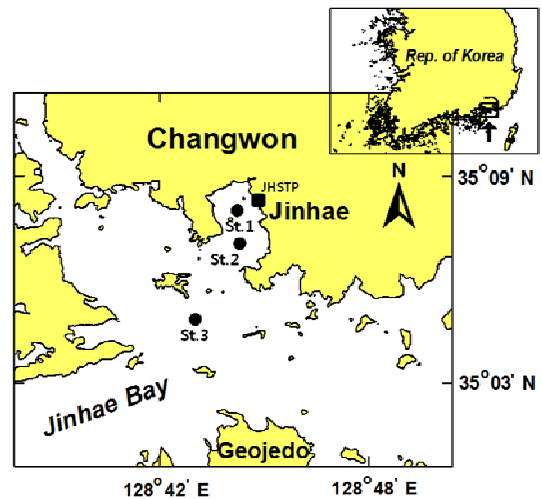 Rep. of Korea
Changwon
N
35°09' N
JHSTP
Jinhae
St.1
St.2
St.3
35°03' N
Jinhae Bay
Geojedo
128°42' E
128°48' E